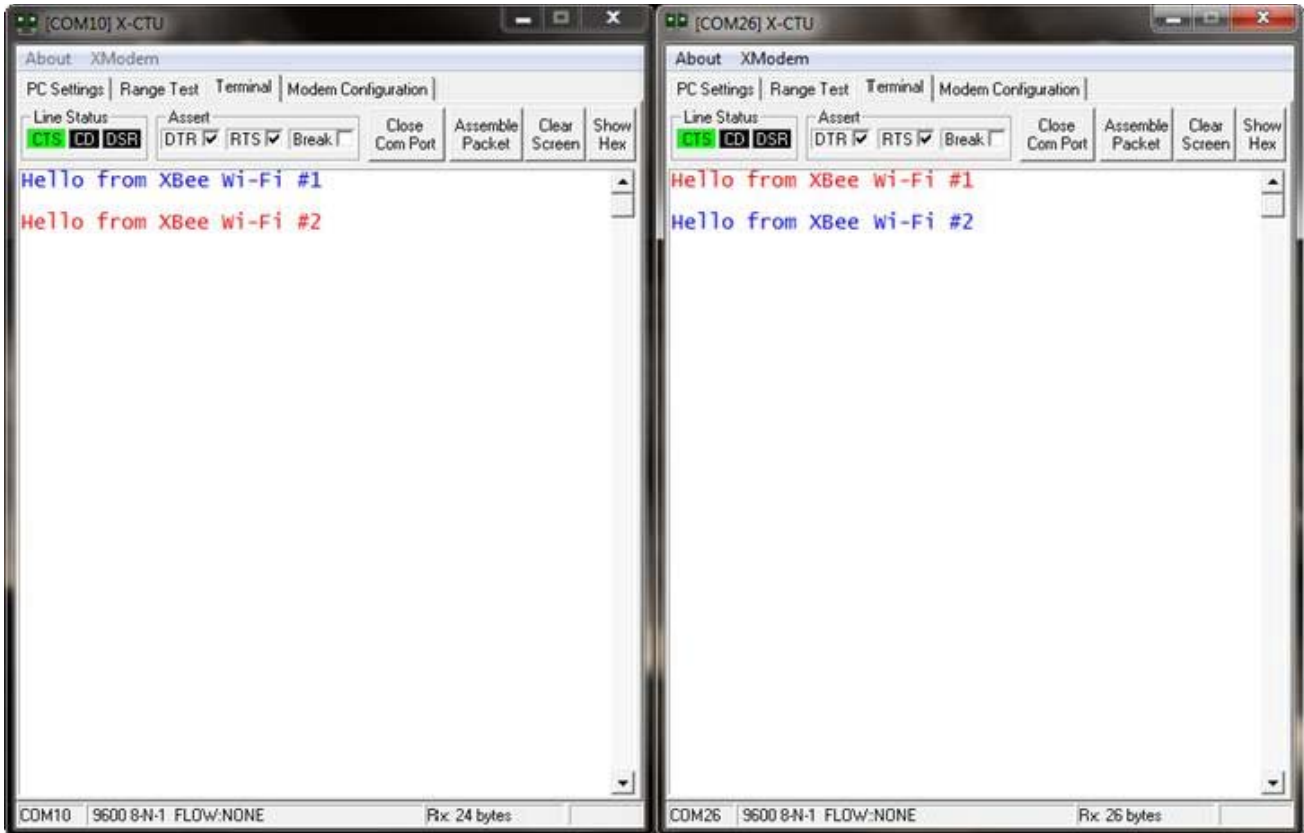 [COM10] X-CTU
About XModem
PC Settings Range Test Terminal Modem Configuration
Line Status Assert
CTS CD DSR DTR RTS Break
Close Com Port
Assemble Packet
Clear Screen
Show Hex
Hello from XBee Wi-Fi #1
Hello from XBee Wi-Fi #2
COM10 9600 8-N-1 FLOW:NONE Rx: 24 bytes
[COM26] X-CTU
About XModem
PC Settings Range Test Terminal Modem Configuration
Line Status Assert
CTS CD DSR DTR RTS Break
Close Com Port
Assemble Packet
Clear Screen
Show Hex
Hello from XBee Wi-Fi #1
Hello from XBee Wi-Fi #2
COM26 9600 8-N-1 FLOW:NONE Rx: 26 bytes